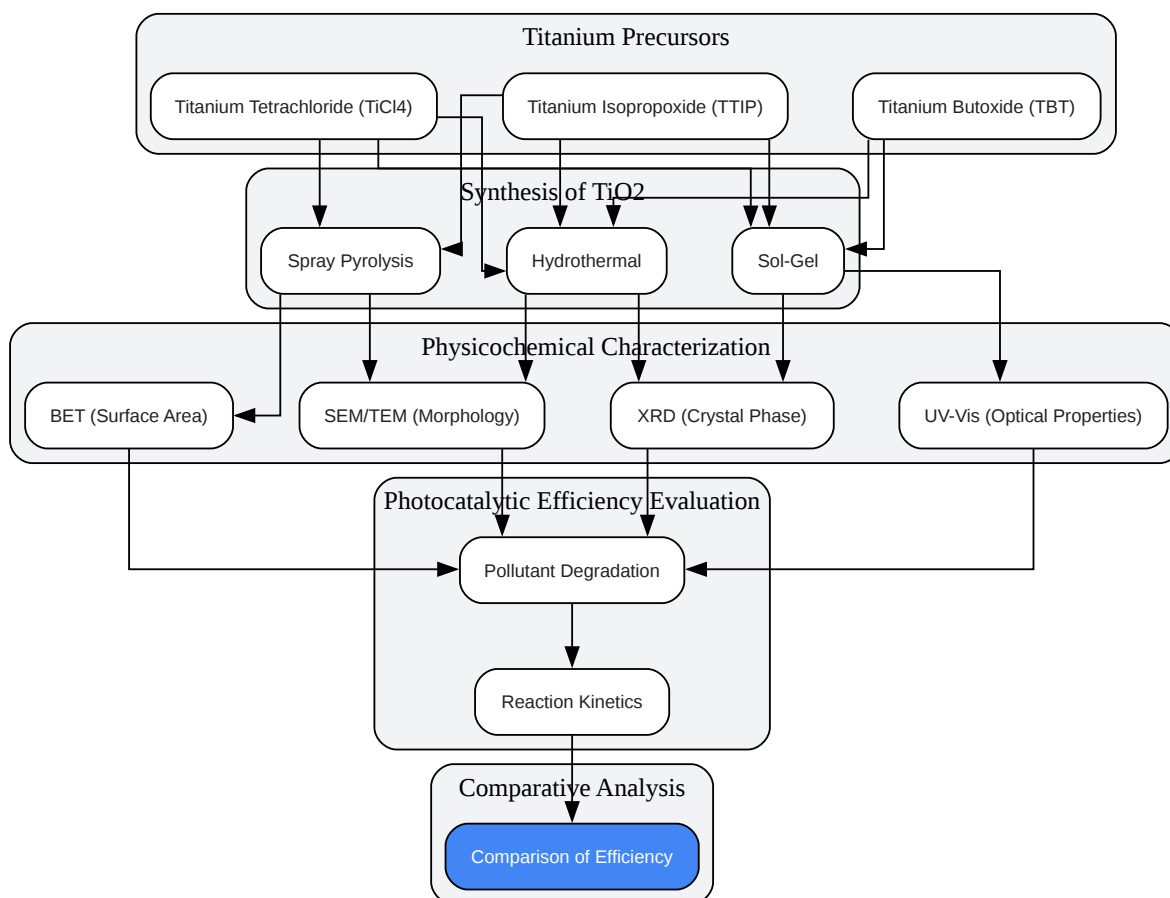 Titanium Precursors
Titanium Tetrachloride (TiCl4)
Titanium Isopropoxide (TTIP)
Titanium Butoxide (TBT)
Synthesis of TiO2
Spray Pyrolysis
Hydrothermal
Sol-Gel
Physicochemical Characterization
BET (Surface Area)
SEM/TEM (Morphology)
XRD (Crystal Phase)
UV-Vis (Optical Properties)
Photocatalytic Efficiency Evaluation
Pollutant Degradation
Reaction Kinetics
Comparative Analysis
Comparison of Efficiency